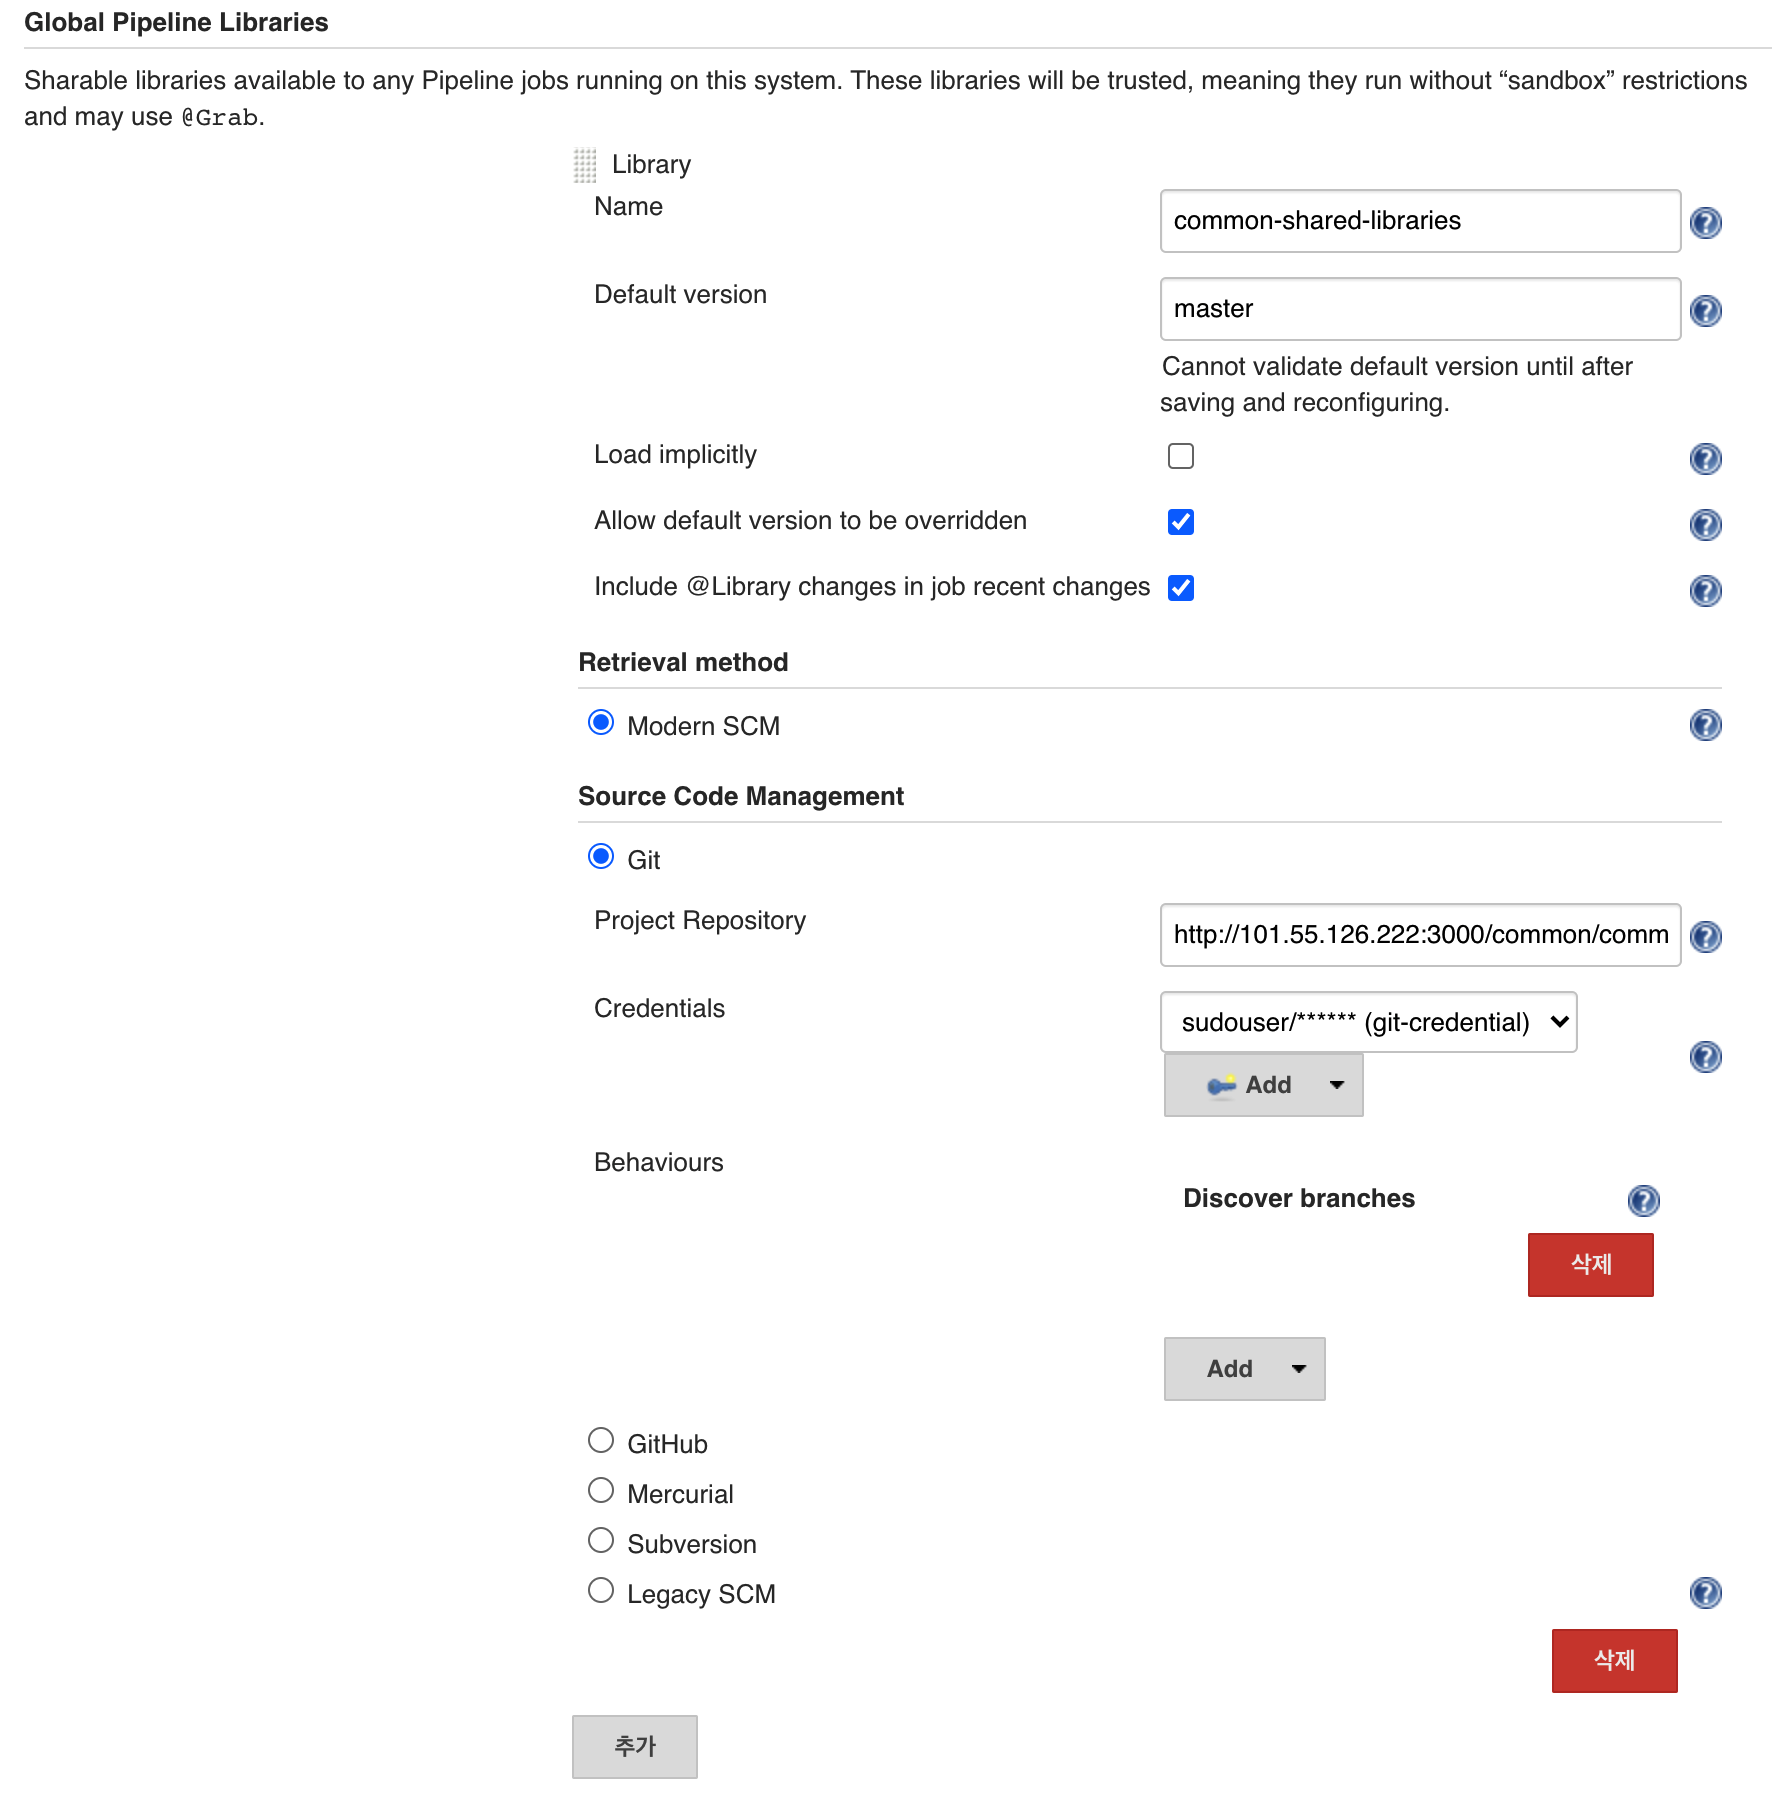 Global Pipeline Libraries
Sharable libraries available to any Pipeline jobs running on this system. These libraries will be trusted, meaning they run without “sandbox” restrictions
and may use @Grab.
Library
Name
common-shared-libraries
Default version
master
Cannot validate default version until after
saving and reconfiguring.
Load implicitly
Allow default version to be overridden
Include @Library changes in job recent changes
Retrieval method
Modern SCM
Source Code Management
Git
Project Repository
http://101.55.126.222:3000/common/comm
Credentials
sudouser/****** (git-credential)
Add
Behaviours
Discover branches
삭제
Add
GitHub
Mercurial
Subversion
Legacy SCM
삭제
추가